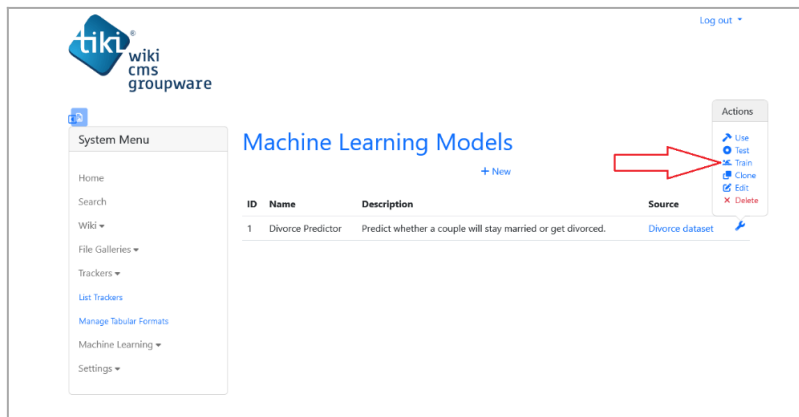 Log out
tiki®
wiki
cms
groupware
Actions
Use
Test
Train
Clone
Edit
Delete
System Menu
Home
Search
Wiki
File Galleries
Trackers
List Trackers
Manage Tabular Formats
Machine Learning
Settings
Machine Learning Models
+ New
ID Name Description Source
1 Divorce Predictor Predict whether a couple will stay married or get divorced. Divorce dataset